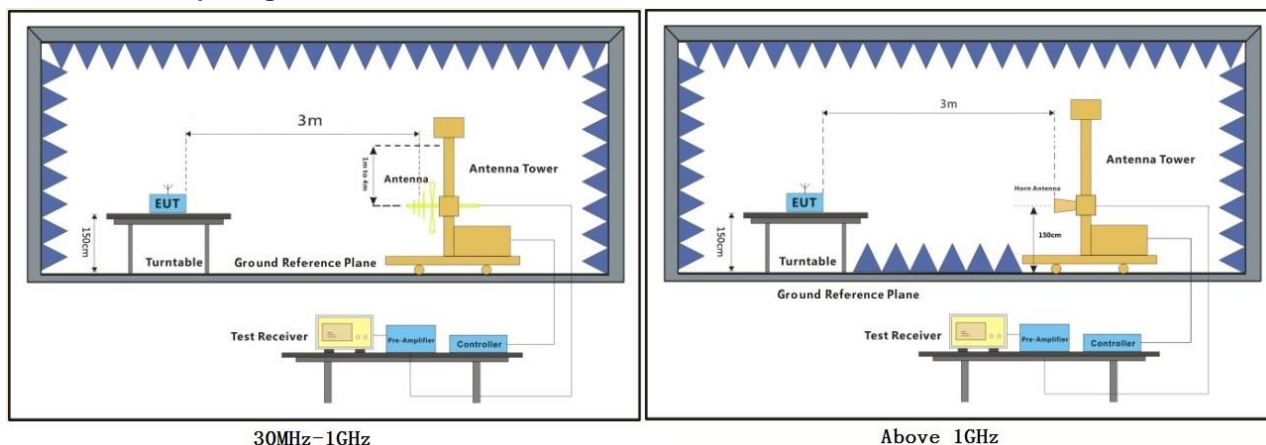 3m
1m to 4m
Antenna
Antenna Tower
EUT
150cm
Turntable
Ground Reference Plane
Test Receiver
Pre-Amplifier
Controller
30MHz-1GHz
3m
Antenna Tower
Horn Antenna
EUT
150cm
150cm
Turntable
Ground Reference Plane
Test Receiver
Pre-Amplifier
Controller
Above 1GHz